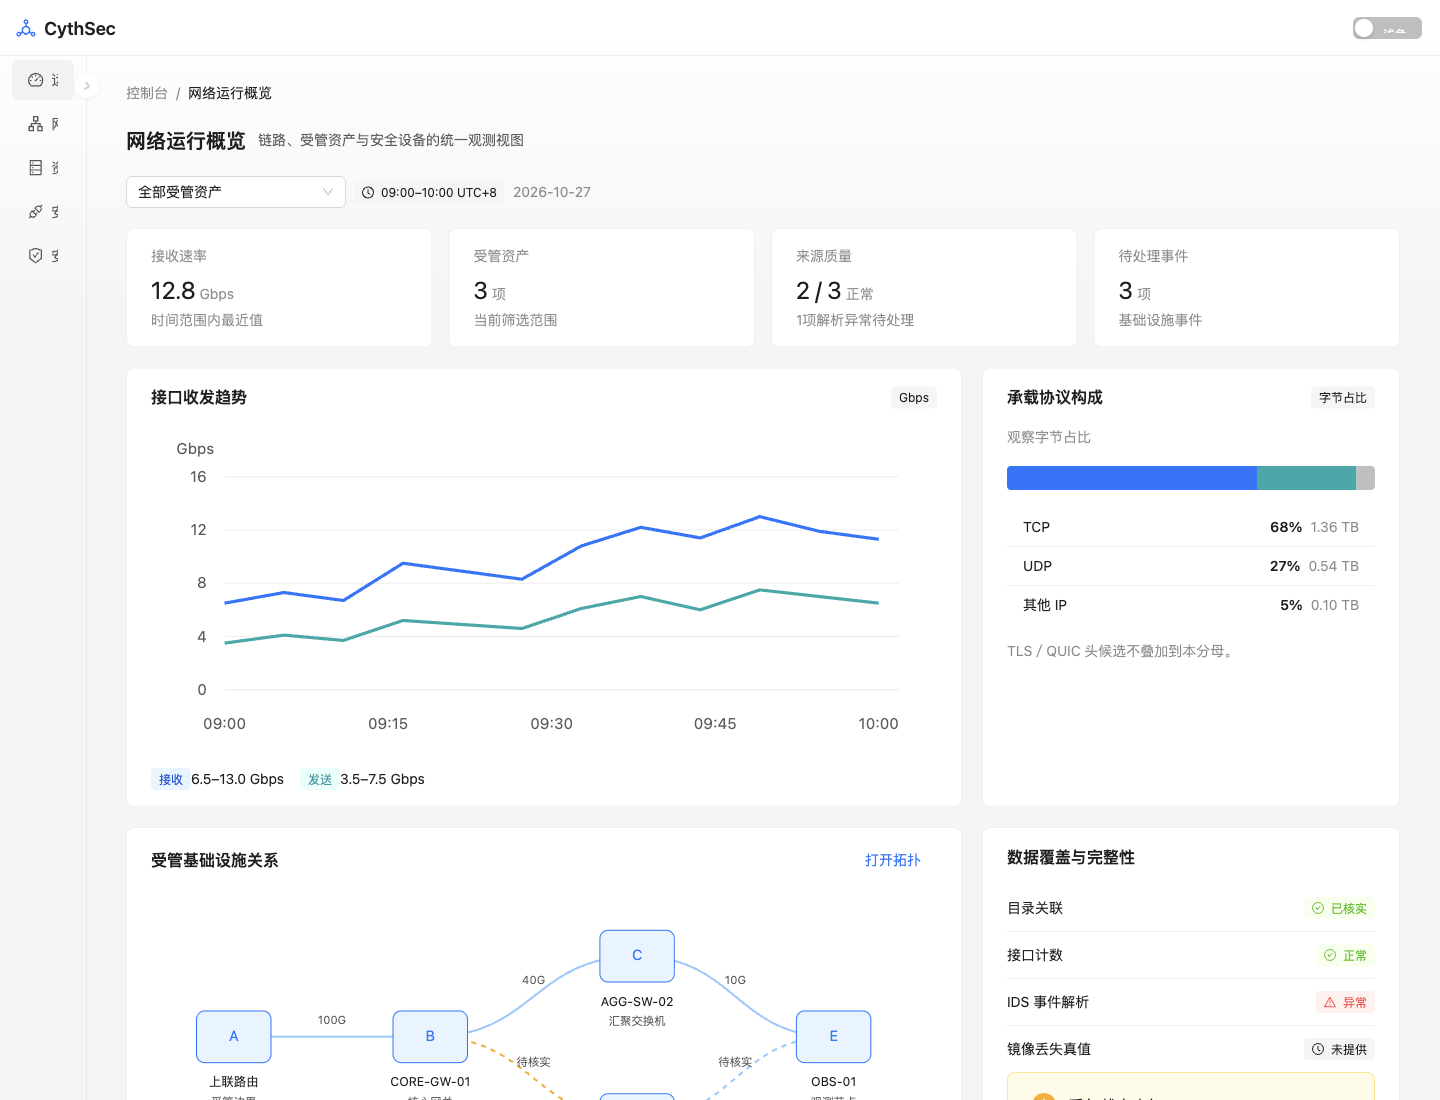 CythSec
控制台 / 网络运行概览
网络运行概览 链路、受管资产与安全设备的统一观测视图
全部受管资产 09:00–10:00 UTC+8 2026-10-27
接收速率
12.8 Gbps
时间范围内最近值
受管资产
3 项
当前筛选范围
来源质量
2 / 3 正常
1项解析异常待处理
待处理事件
3 项
基础设施事件
接口收发趋势
Gbps
Gbps
16
12
8
4
0
09:00 09:15 09:30 09:45 10:00
接收 6.5–13.0 Gbps 发送 3.5–7.5 Gbps
承载协议构成
字节占比
观察字节占比
TCP 68% 1.36 TB
UDP 27% 0.54 TB
其他 IP 5% 0.10 TB
TLS / QUIC 头候选不叠加到本分母。
受管基础设施关系
打开拓扑
C
40G
10G
AGG-SW-02
汇聚交换机
100G
A
B
E
待核实
待核实
上联路由
CORE-GW-01
OBS-01
数据覆盖与完整性
目录关联 已核实
接口计数 正常
IDS 事件解析 异常
镜像丢失真值 未提供